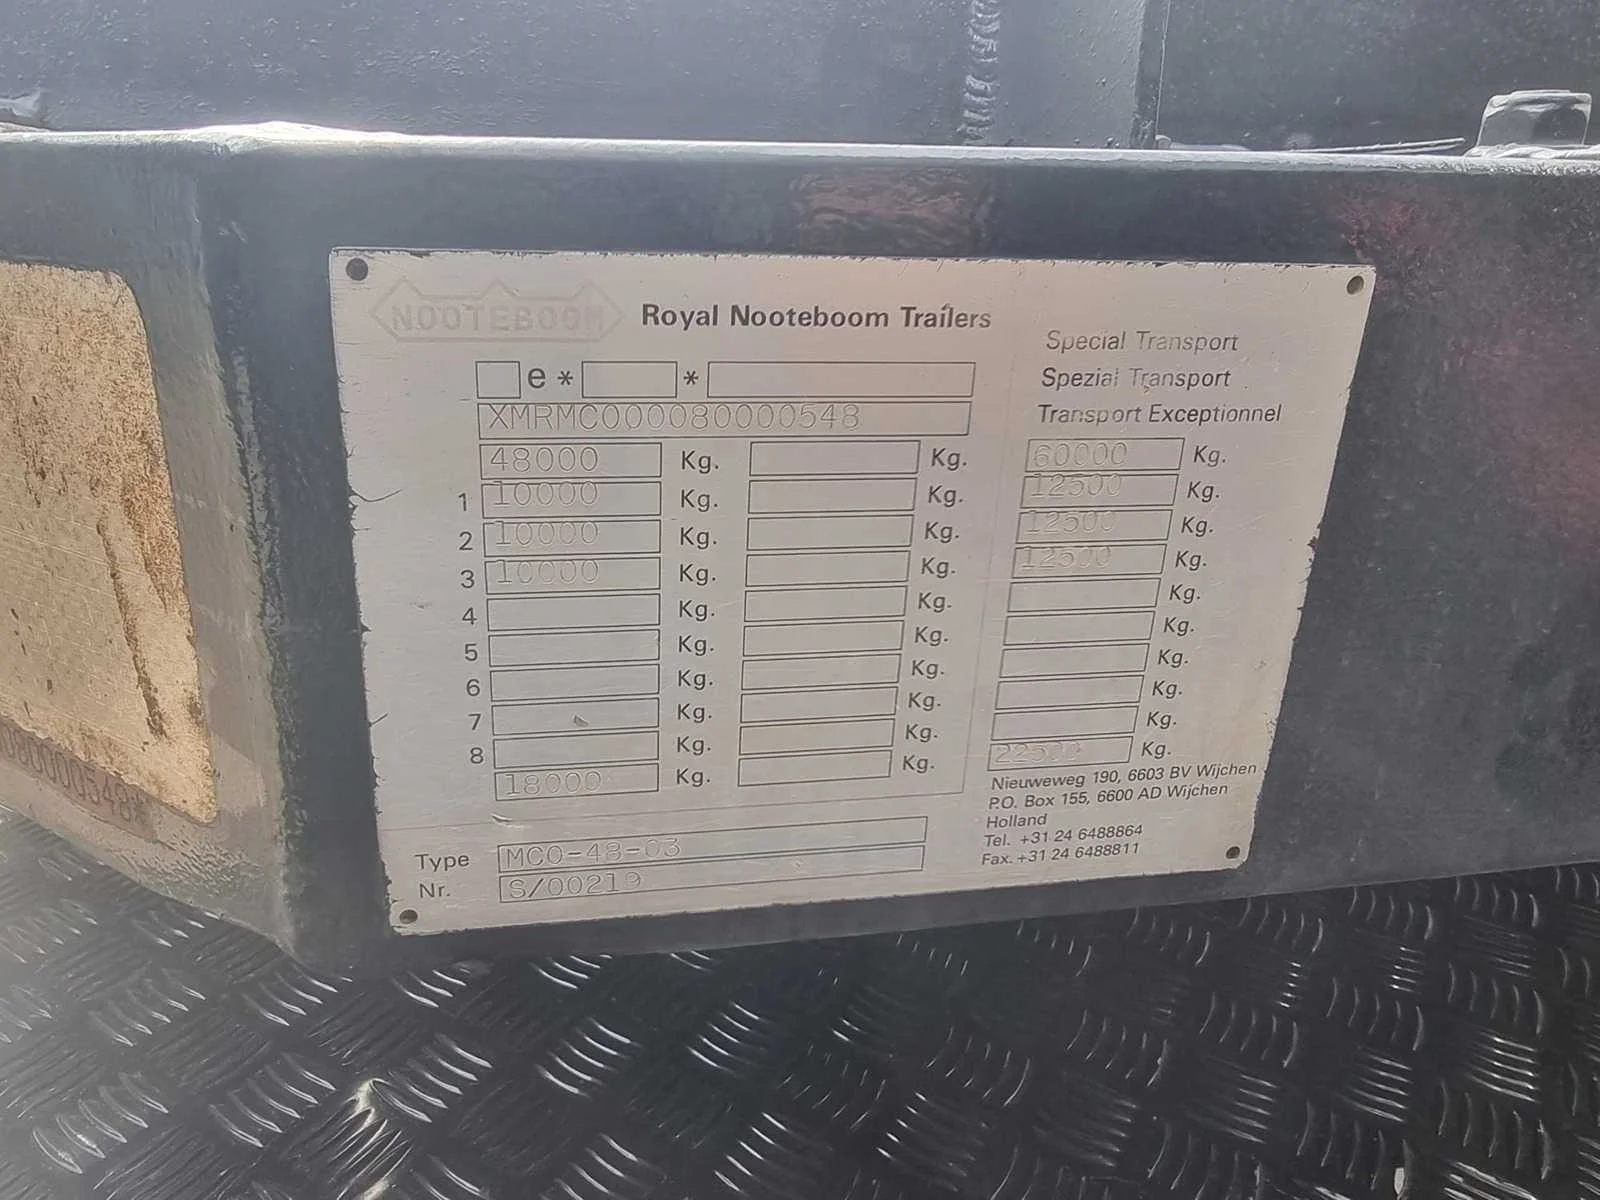 NOOTEBOOM Royal Nooteboom Trailers
Special Transport
Spezial Transport
Transport Exceptionnel
e * *
XMRMC000080000548
48000 Kg. Kg. 60000 Kg.
1 10000 Kg. Kg. 12500 Kg.
2 10000 Kg. Kg. 12500 Kg.
3 10000 Kg. Kg. 12500 Kg.
4 Kg. Kg. Kg.
5 Kg. Kg. Kg.
6 Kg. Kg. Kg.
7 Kg. Kg. Kg.
8 Kg. Kg. Kg.
18000 Kg. Kg. 22500 Kg.
Nieuweweg 190, 6603 BV Wijchen
P.O. Box 155, 6600 AD Wijchen
Holland
Tel. +31 24 6488864
Fax. +31 24 6488811
Type MCO-48-03
Nr. S/00219
080000548*